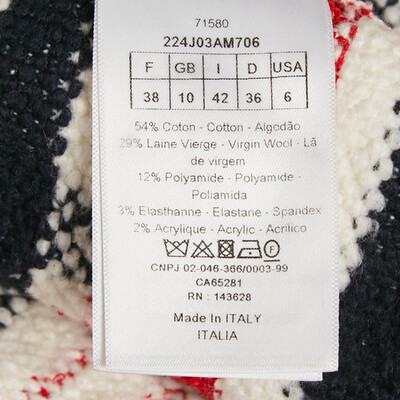 71580
224J03AM706
F GB I D USA
38 10 42 36 6
54% Coton - Cotton - Algodão
29% Laine Vierge - Virgin Wool - Lã
de virgem
12% Polyamide - Polyamide -
Poliamida
3% Elasthanne - Elastane - Spandex
2% Acrylique - Acrylic - Acrílico
F
CNPJ 02-046-366/0003-99
CA65281
RN : 143628
Made In ITALY
ITALIA